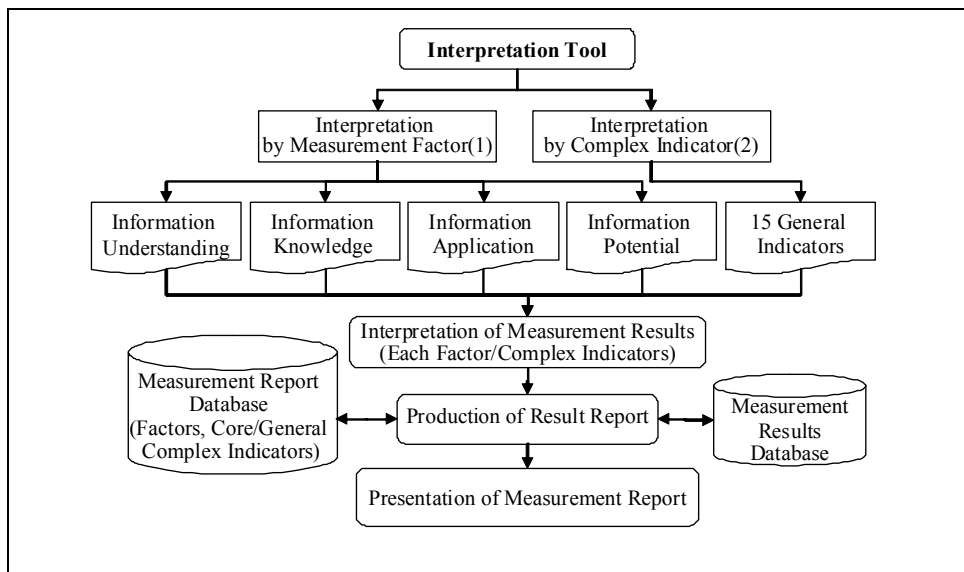 Interpretation Tool
Interpretation
by Measurement Factor(1)
Interpretation
by Complex Indicator(2)
Information
Understanding
Information
Knowledge
Information
Application
Information
Potential
15 General
Indicators
Interpretation of Measurement Results
(Each Factor/Complex Indicators)
Measurement Report
Database
(Factors, Core/General
Complex Indicators)
Production of Result Report
Measurement
Results
Database
Presentation of Measurement Report